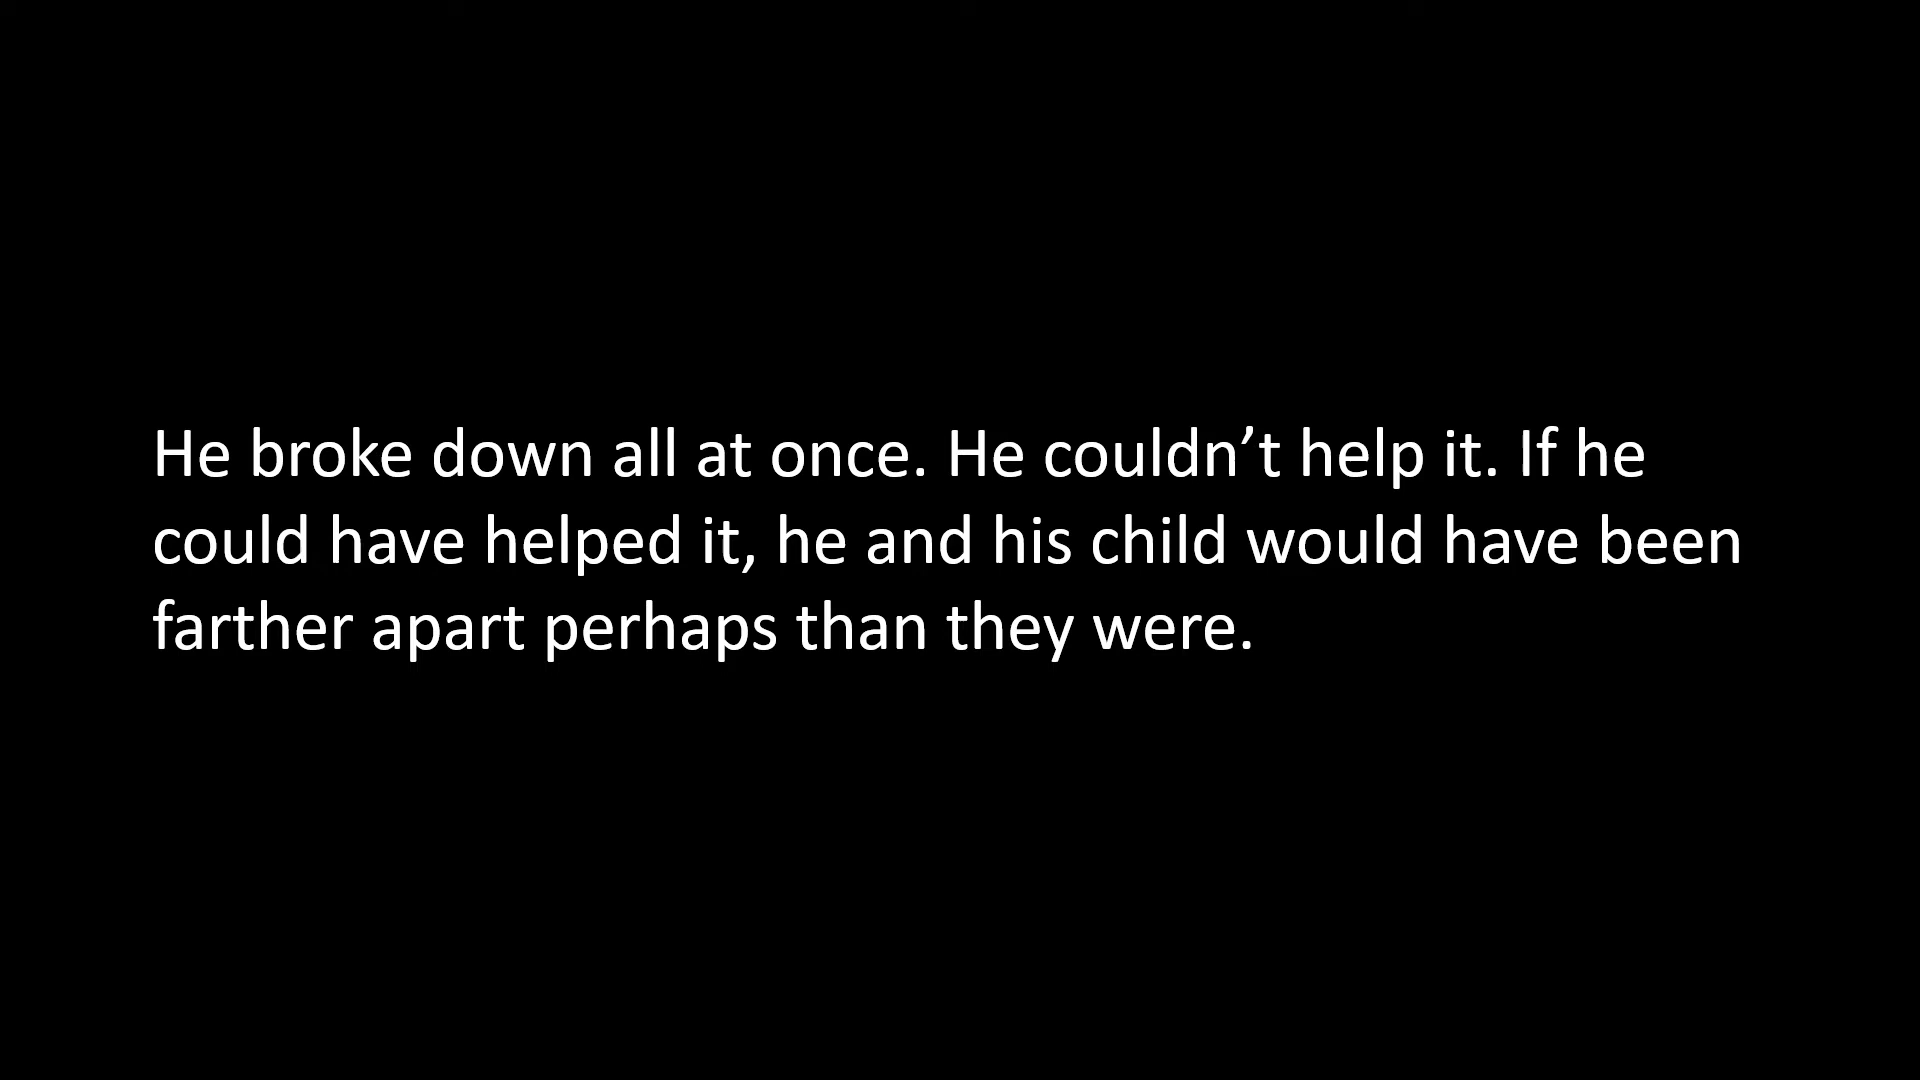 He broke down all at once. He couldn’t help it. If he
could have helped it, he and his child would have been
farther apart perhaps than they were.